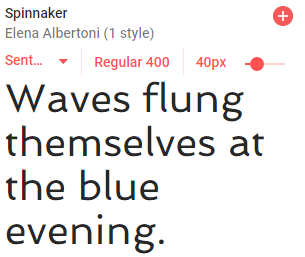 Spinnaker
Elena Albertoni (1 style)
Sent... Regular 400 40px
Waves flung
themselves at
the blue
evening.